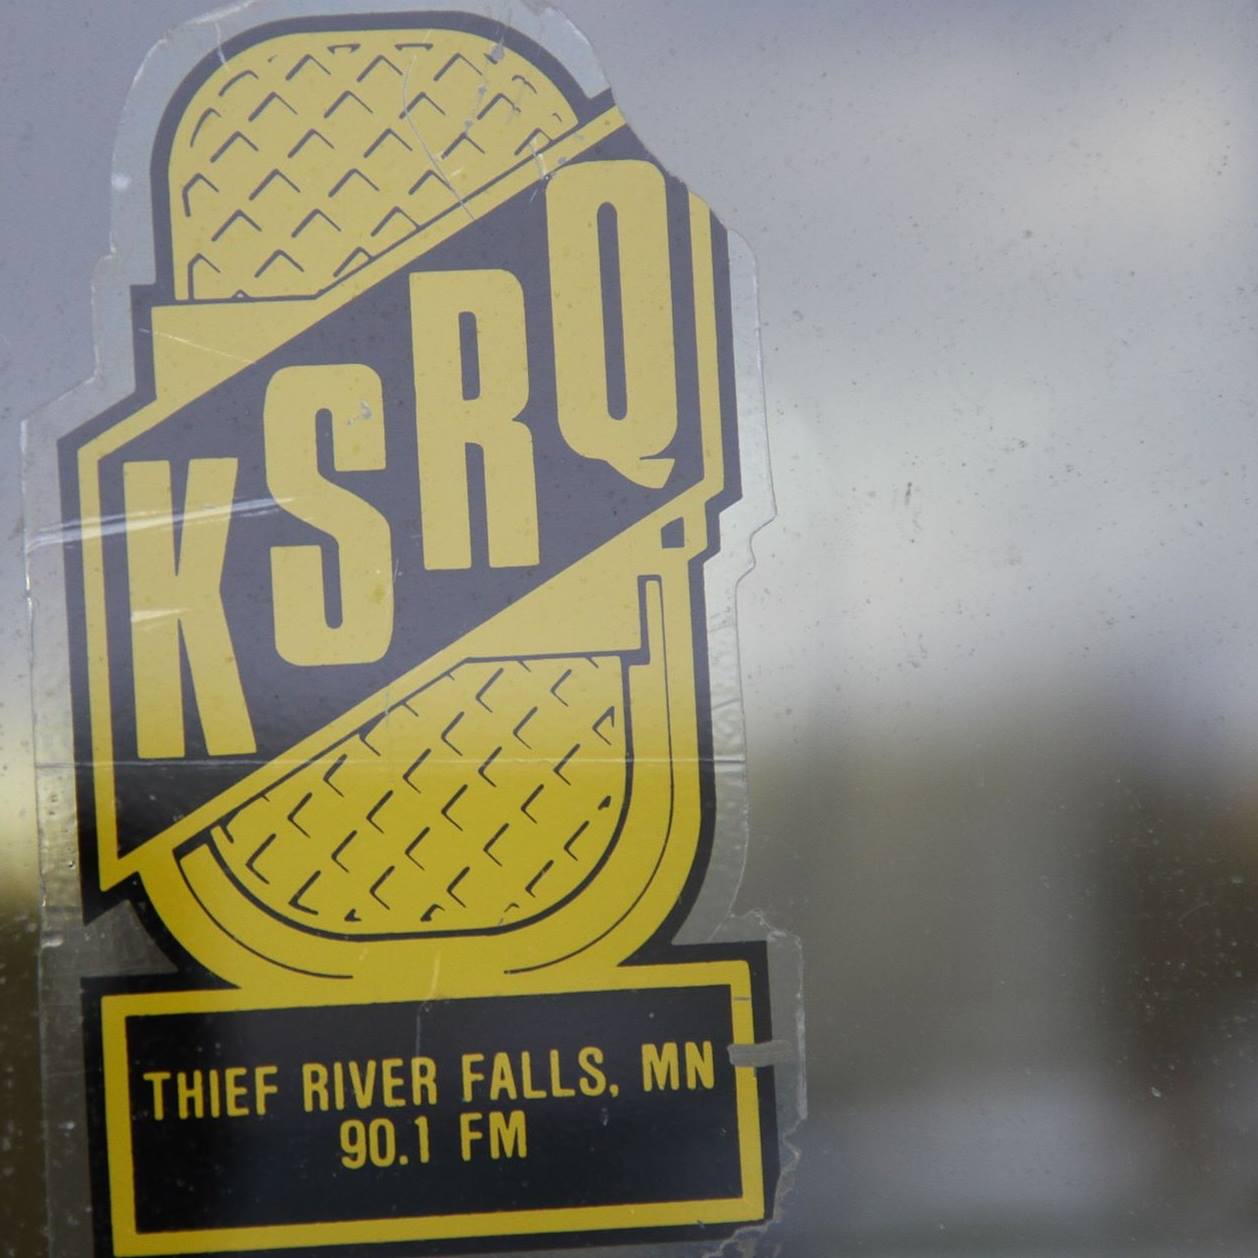 KSRQ
THIEF RIVER FALLS, MN
90.1 FM